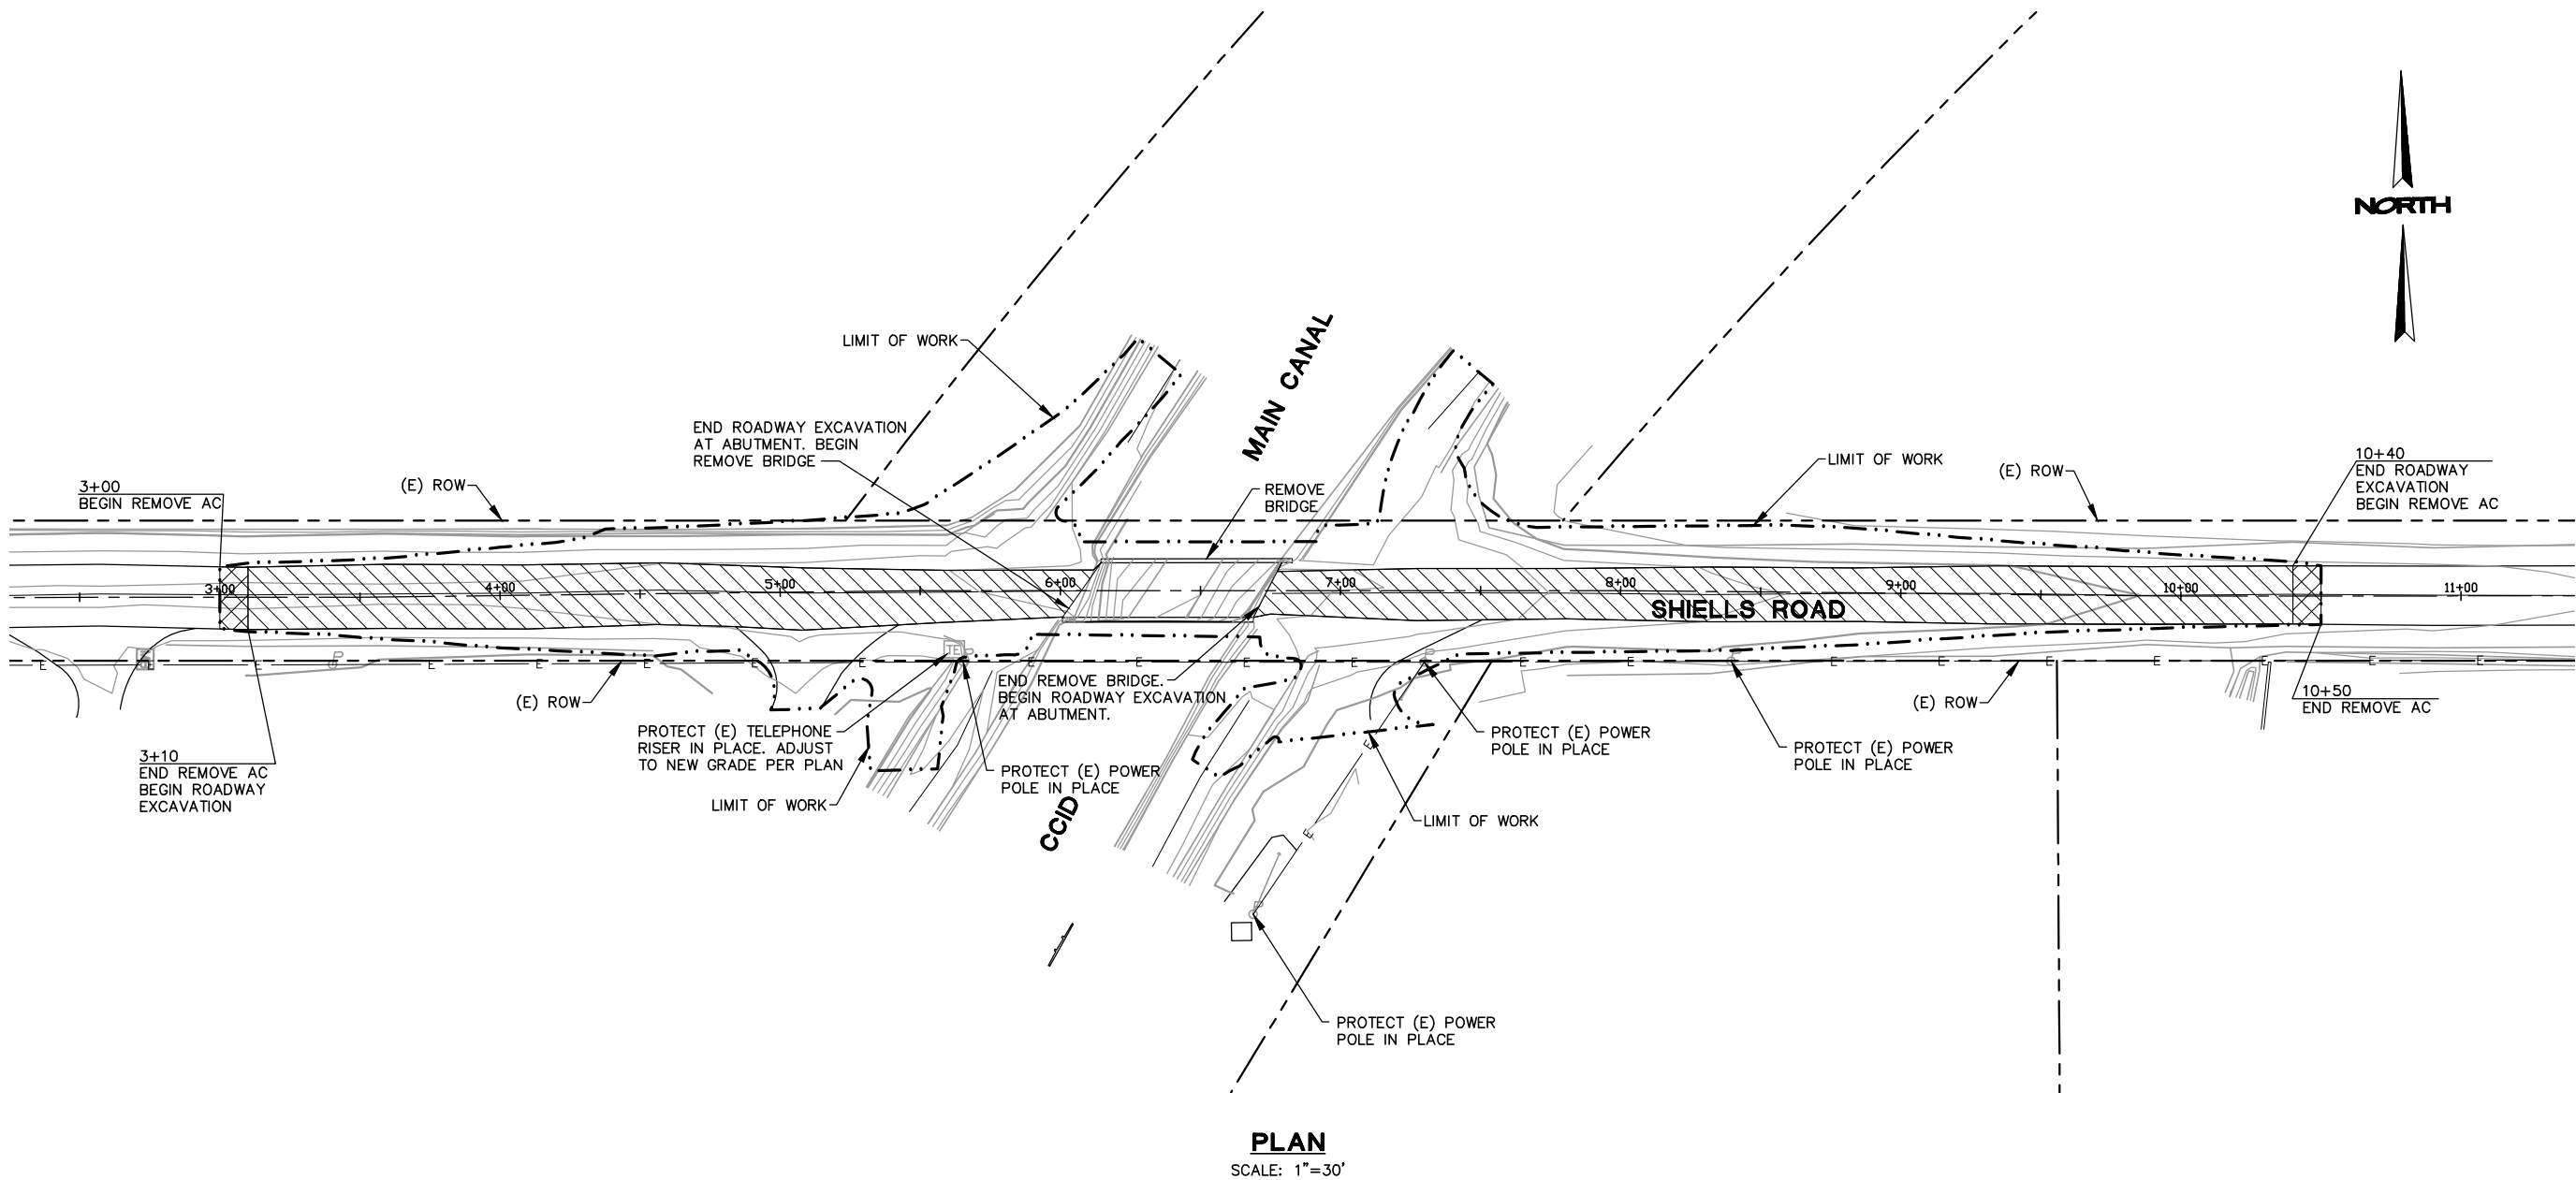 NORTH
LIMIT OF WORK
MAIN CANAL
END ROADWAY EXCAVATION
AT ABUTMENT. BEGIN
REMOVE BRIDGE
3+00
BEGIN REMOVE AC
(E) ROW
REMOVE
BRIDGE
LIMIT OF WORK
(E) ROW
10+40
END ROADWAY
EXCAVATION
BEGIN REMOVE AC
3+00
4+00
5+00
6+00
7+00
8+00
9+00
10+00
11+00
SHIELLS ROAD
TEL
P
P
P
P
E E E E E E E E E E E E E E E E E E E E E
(E) ROW
PROTECT (E) TELEPHONE
RISER IN PLACE. ADJUST
TO NEW GRADE PER PLAN
END REMOVE BRIDGE.
BEGIN ROADWAY EXCAVATION
AT ABUTMENT.
(E) ROW
10+50
END REMOVE AC
3+10
END REMOVE AC
BEGIN ROADWAY
EXCAVATION
LIMIT OF WORK
PROTECT (E) POWER
POLE IN PLACE
PROTECT (E) POWER
POLE IN PLACE
PROTECT (E) POWER
POLE IN PLACE
LIMIT OF WORK
CCID
E
E
P
PROTECT (E) POWER
POLE IN PLACE
PLAN
SCALE: 1"=30'